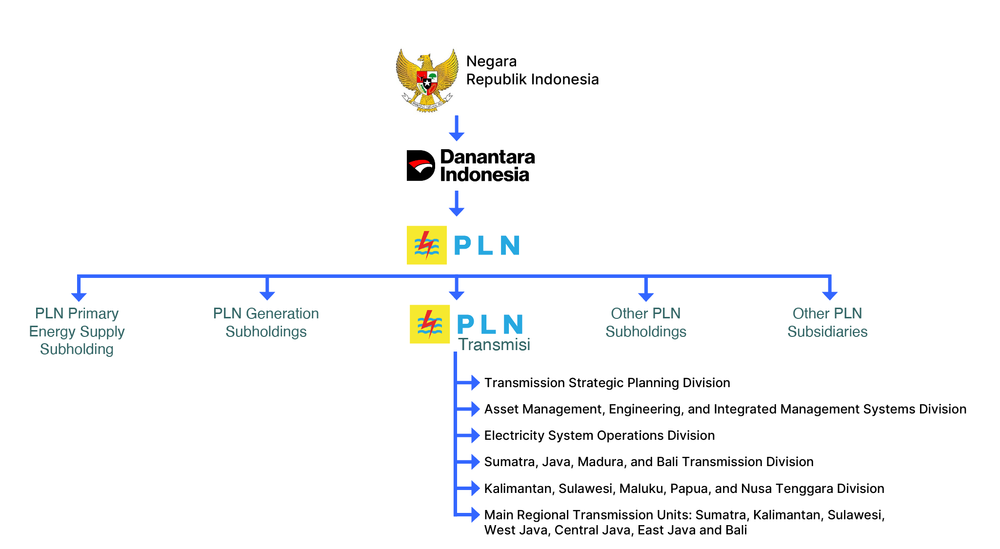 Negara
Republik Indonesia
Danantara
Indonesia
PLN
PLN Primary
Energy Supply
Subholding
PLN Generation
Subholdings
PLN
Transmisi
Other PLN
Subholdings
Other PLN
Subsidiaries
Transmission Strategic Planning Division
Asset Management, Engineering, and Integrated Management Systems Division
Electricity System Operations Division
Sumatra, Java, Madura, and Bali Transmission Division
Kalimantan, Sulawesi, Maluku, Papua, and Nusa Tenggara Division
Main Regional Transmission Units: Sumatra, Kalimantan, Sulawesi,
West Java, Central Java, East Java and Bali